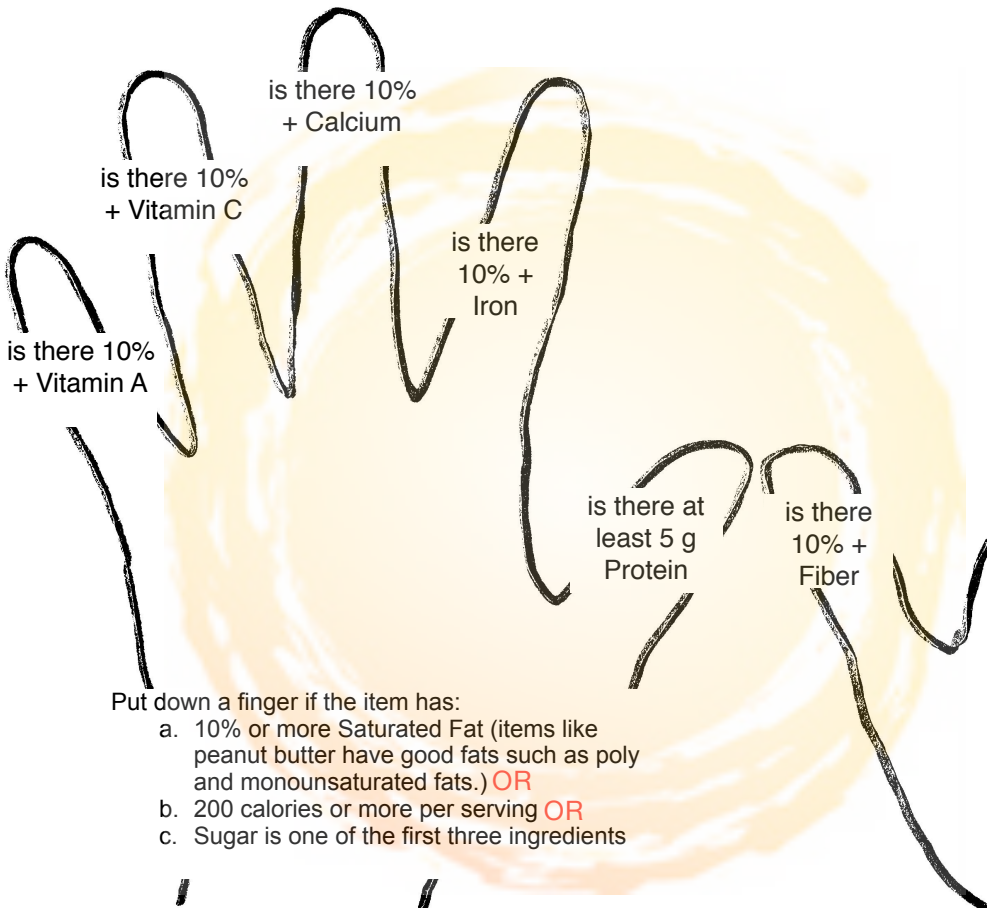 is there 10%
+ Calcium
is there 10%
+ Vitamin C
is there
10% +
Iron
is there 10%
+ Vitamin A
is there at
least 5 g
Protein
is there
10% +
Fiber
Put down a finger if the item has:
a. 10% or more Saturated Fat (items like
peanut butter have good fats such as poly
and monounsaturated fats.) OR
b. 200 calories or more per serving OR
c. Sugar is one of the first three ingredients